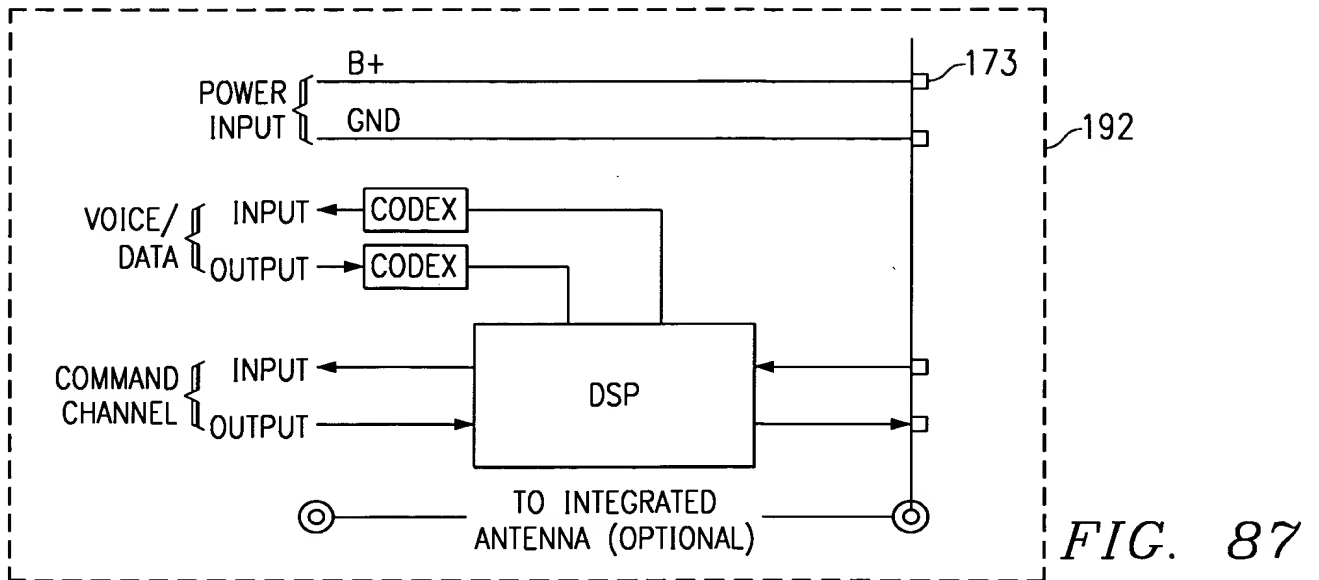 B+
173
POWER
INPUT
GND
192
VOICE/
DATA
INPUT
CODEX
OUTPUT
CODEX
COMMAND
CHANNEL
INPUT
OUTPUT
DSP
TO INTEGRATED
ANTENNA (OPTIONAL)
FIG. 87